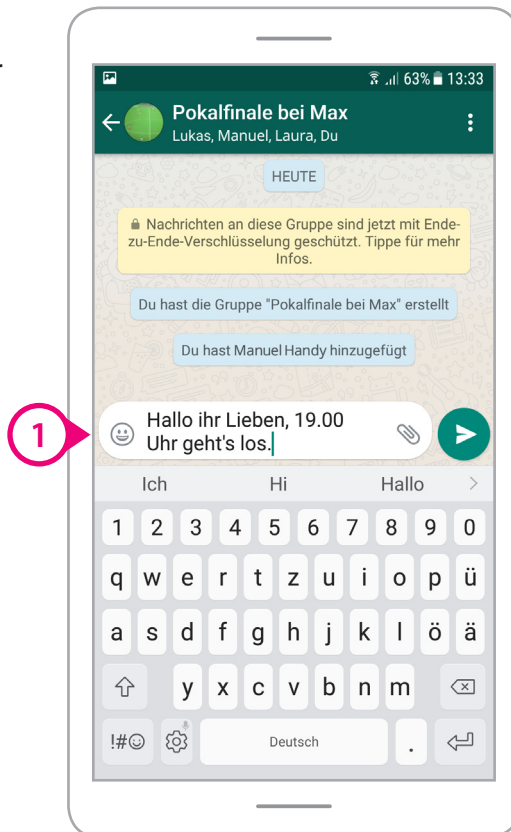 63% 13:33
Pokalfinale bei Max
Lukas, Manuel, Laura, Du
HEUTE
Nachrichten an diese Gruppe sind jetzt mit Ende-
zu-Ende-Verschlüsselung geschützt. Tippe für mehr
Infos.
Du hast die Gruppe "Pokalfinale bei Max" erstellt
Du hast Manuel Handy hinzugefügt
1
Hallo ihr Lieben, 19.00
Uhr geht's los.
Ich Hi Hallo >
1 2 3 4 5 6 7 8 9 0
q w e r t z u i o p ü
a s d f g h j k l ö ä
y x c v b n m
!#☺ Deutsch .